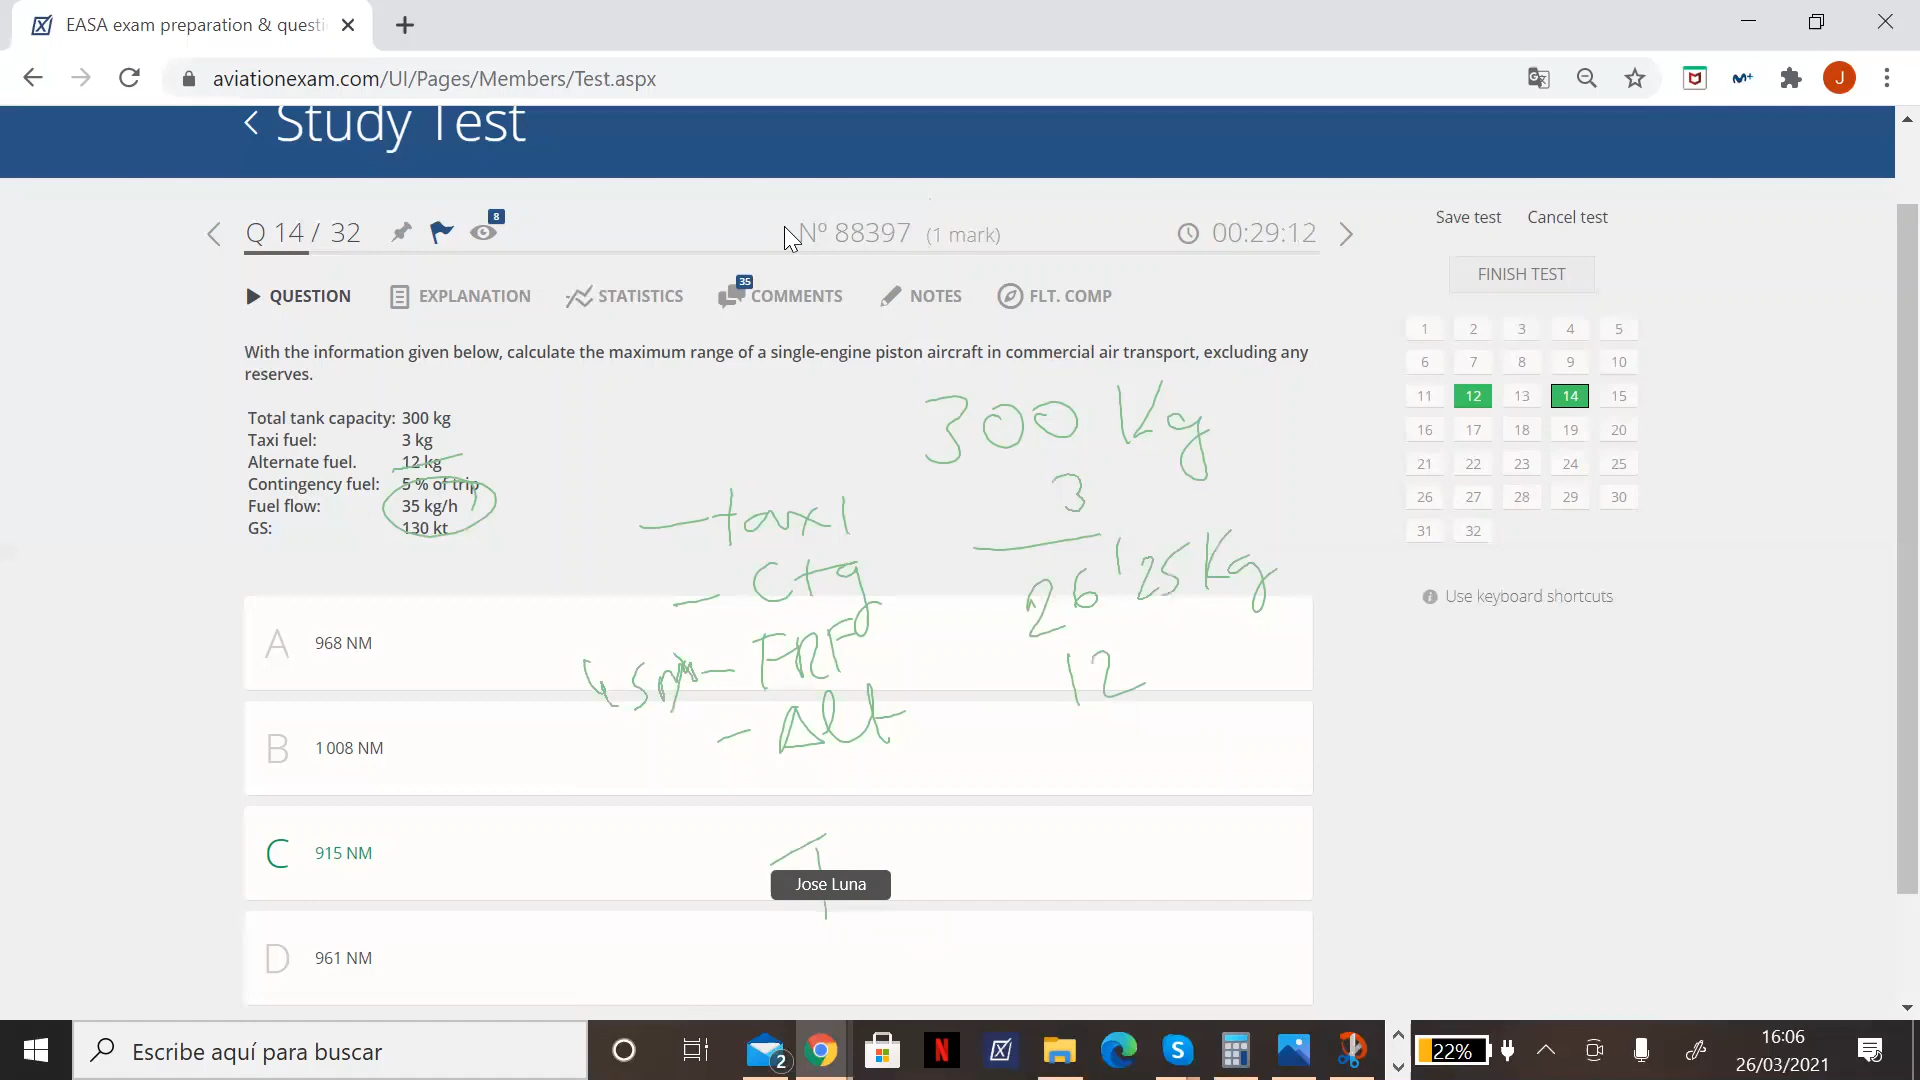 EASA exam preparation & questi
aviationexam.com/UI/Pages/Members/Test.aspx
J
Study Test
Q 14 / 32
8
Nº 88397 (1 mark)
00:29:12
Save test
Cancel test
FINISH TEST
QUESTION
EXPLANATION
STATISTICS
35
COMMENTS
NOTES
FLT. COMP
With the information given below, calculate the maximum range of a single-engine piston aircraft in commercial air transport, excluding any
reserves.
Total tank capacity: 300 kg
Taxi fuel: 3 kg
Alternate fuel. 12 kg
Contingency fuel: 5 % of trip
Fuel flow: 35 kg/h
GS: 130 kt
300 Kg
3
- taxi
26'25 Kg
- Ctg
12
- FRF
- Alt
A 968 NM
B 1 008 NM
C 915 NM
D 961 NM
Jose Luna
1 2 3 4 5
6 7 8 9 10
11 12 13 14 15
16 17 18 19 20
21 22 23 24 25
26 27 28 29 30
31 32
Use keyboard shortcuts
Escribe aquí para buscar
2
N
S
22%
16:06
26/03/2021